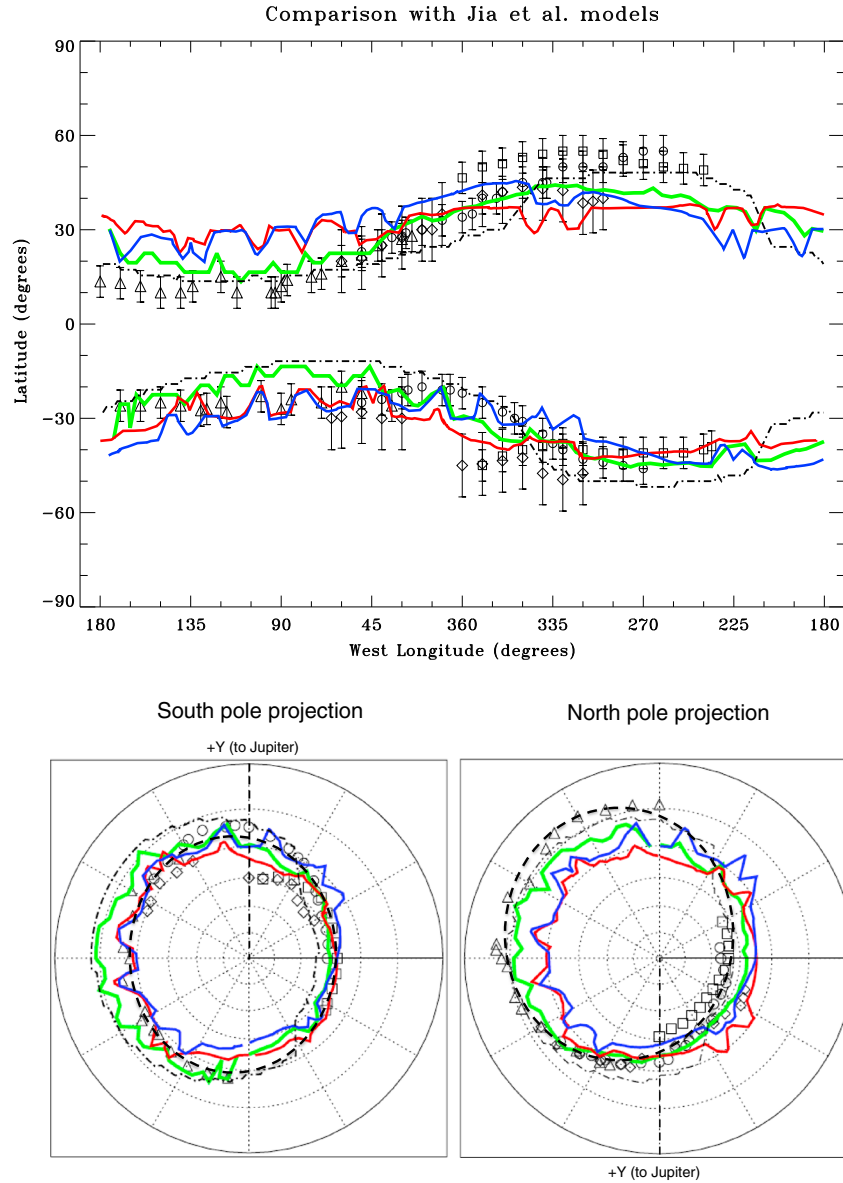 Comparison with Jia et al. models
90
60
30
0
-30
-60
-90
Latitude (degrees)
180 135 90 45 360 335 270 225 180
West Longitude (degrees)
South pole projection
North pole projection
+Y (to Jupiter)
+Y (to Jupiter)